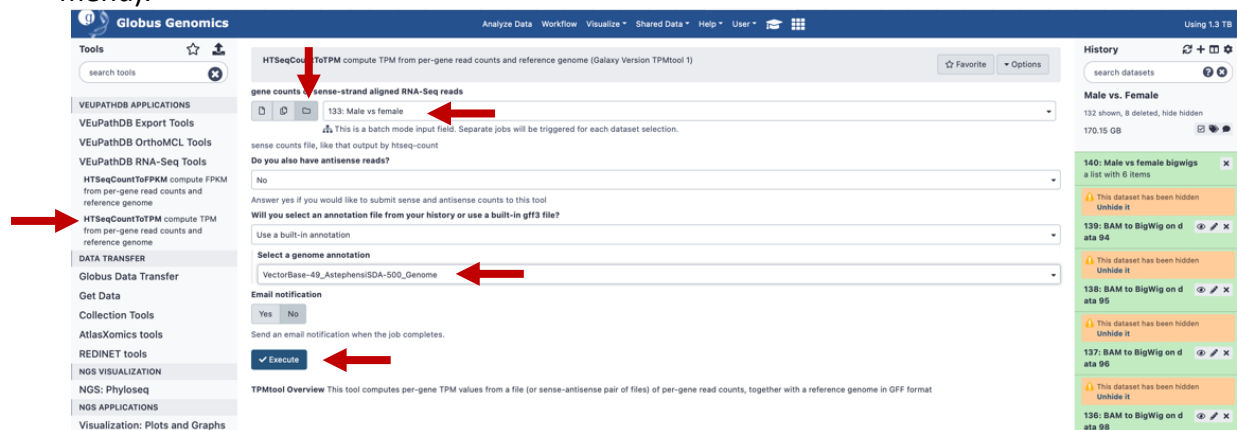 menu).
Globus Genomics
Analyze Data Workflow Visualize Shared Data Help User
Using 1.3 TB
Tools
search tools
VEUPATHDB APPLICATIONS
VEuPathDB Export Tools
VEuPathDB OrthoMCL Tools
VEuPathDB RNA-Seq Tools
HTSeqCountToFPKM compute FPKM
from per-gene read counts and
reference genome
HTSeqCountToTPM compute TPM
from per-gene read counts and
reference genome
DATA TRANSFER
Globus Data Transfer
Get Data
Collection Tools
AtlasXomics tools
REDINET tools
NGS VISUALIZATION
NGS: Phyloseq
NGS APPLICATIONS
Visualization: Plots and Graphs
compute TPM from per-gene read counts and reference genome (Galaxy Version TPMtool 1)
Favorite
Options
gene counts sense-strand aligned RNA-Seq reads
133: Male vs female
This is a batch mode input field. Separate jobs will be triggered for each dataset selection.
sense counts file, like that output by htseq-count
Do you also have antisense reads?
No
Answer yes if you would like to submit sense and antisense counts to this tool
Will you select an annotation file from your history or use a built-in gff3 file?
Use a built-in annotation
Select a genome annotation
VectorBase-49_AstephensiSDA-500_Genome
Email notification
Yes No
Send an email notification when the job completes.
Execute
TPMtool Overview This tool computes per-gene TPM values from a file (or sense-antisense pair of files) of per-gene read counts, together with a reference genome in GFF format
History
search datasets
Male vs. Female
132 shown, 8 deleted, hide hidden
170.15 GB
140: Male vs female bigwigs
a list with 6 items
This dataset has been hidden
Unhide it
139: BAM to BigWig on d
ata 94
This dataset has been hidden
Unhide it
138: BAM to BigWig on d
ata 95
This dataset has been hidden
Unhide it
137: BAM to BigWig on d
ata 96
This dataset has been hidden
Unhide it
136: BAM to BigWig on d
ata 98